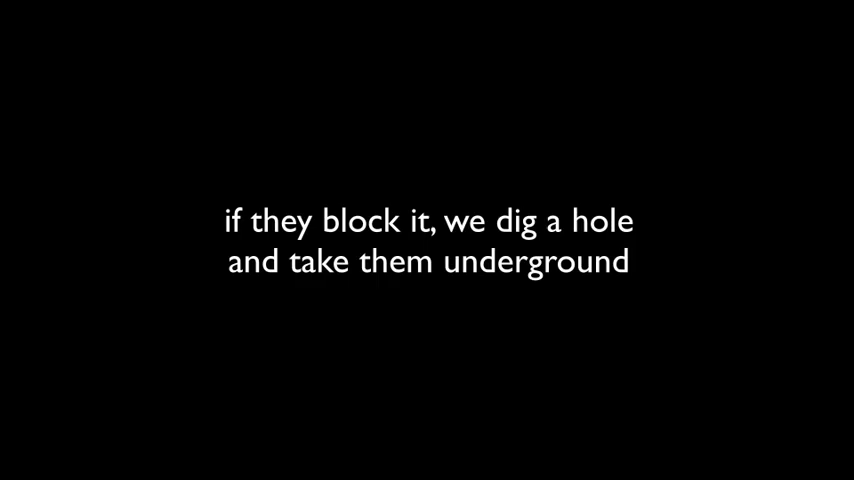 if they block it, we dig a hole
and take them underground